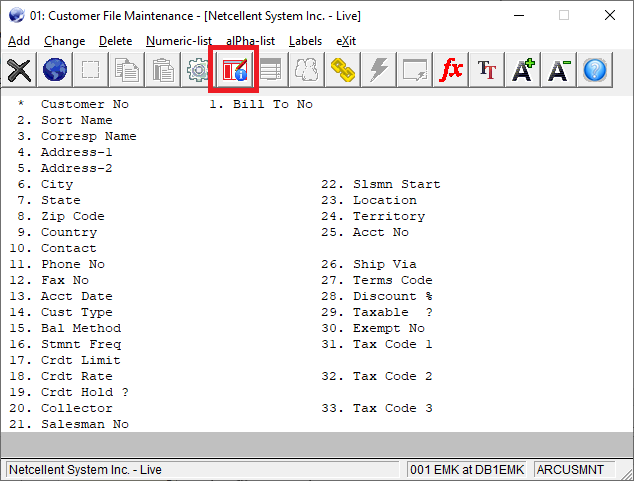 01: Customer File Maintenance - [Netcellent System Inc. - Live]
Add Change Delete Numeric-list alPha-list Labels eXit
fx TT A+ A- ?
* Customer No 1. Bill To No
2. Sort Name
3. Corresp Name
4. Address-1
5. Address-2
6. City 22. Slsmn Start
7. State 23. Location
8. Zip Code 24. Territory
9. Country 25. Acct No
10. Contact
11. Phone No 26. Ship Via
12. Fax No 27. Terms Code
13. Acct Date 28. Discount %
14. Cust Type 29. Taxable ?
15. Bal Method 30. Exempt No
16. Stmnt Freq 31. Tax Code 1
17. Crdt Limit
18. Crdt Rate 32. Tax Code 2
19. Crdt Hold ?
20. Collector 33. Tax Code 3
21. Salesman No
Netcellent System Inc. - Live 001 EMK at DB1EMK ARCUSMNT